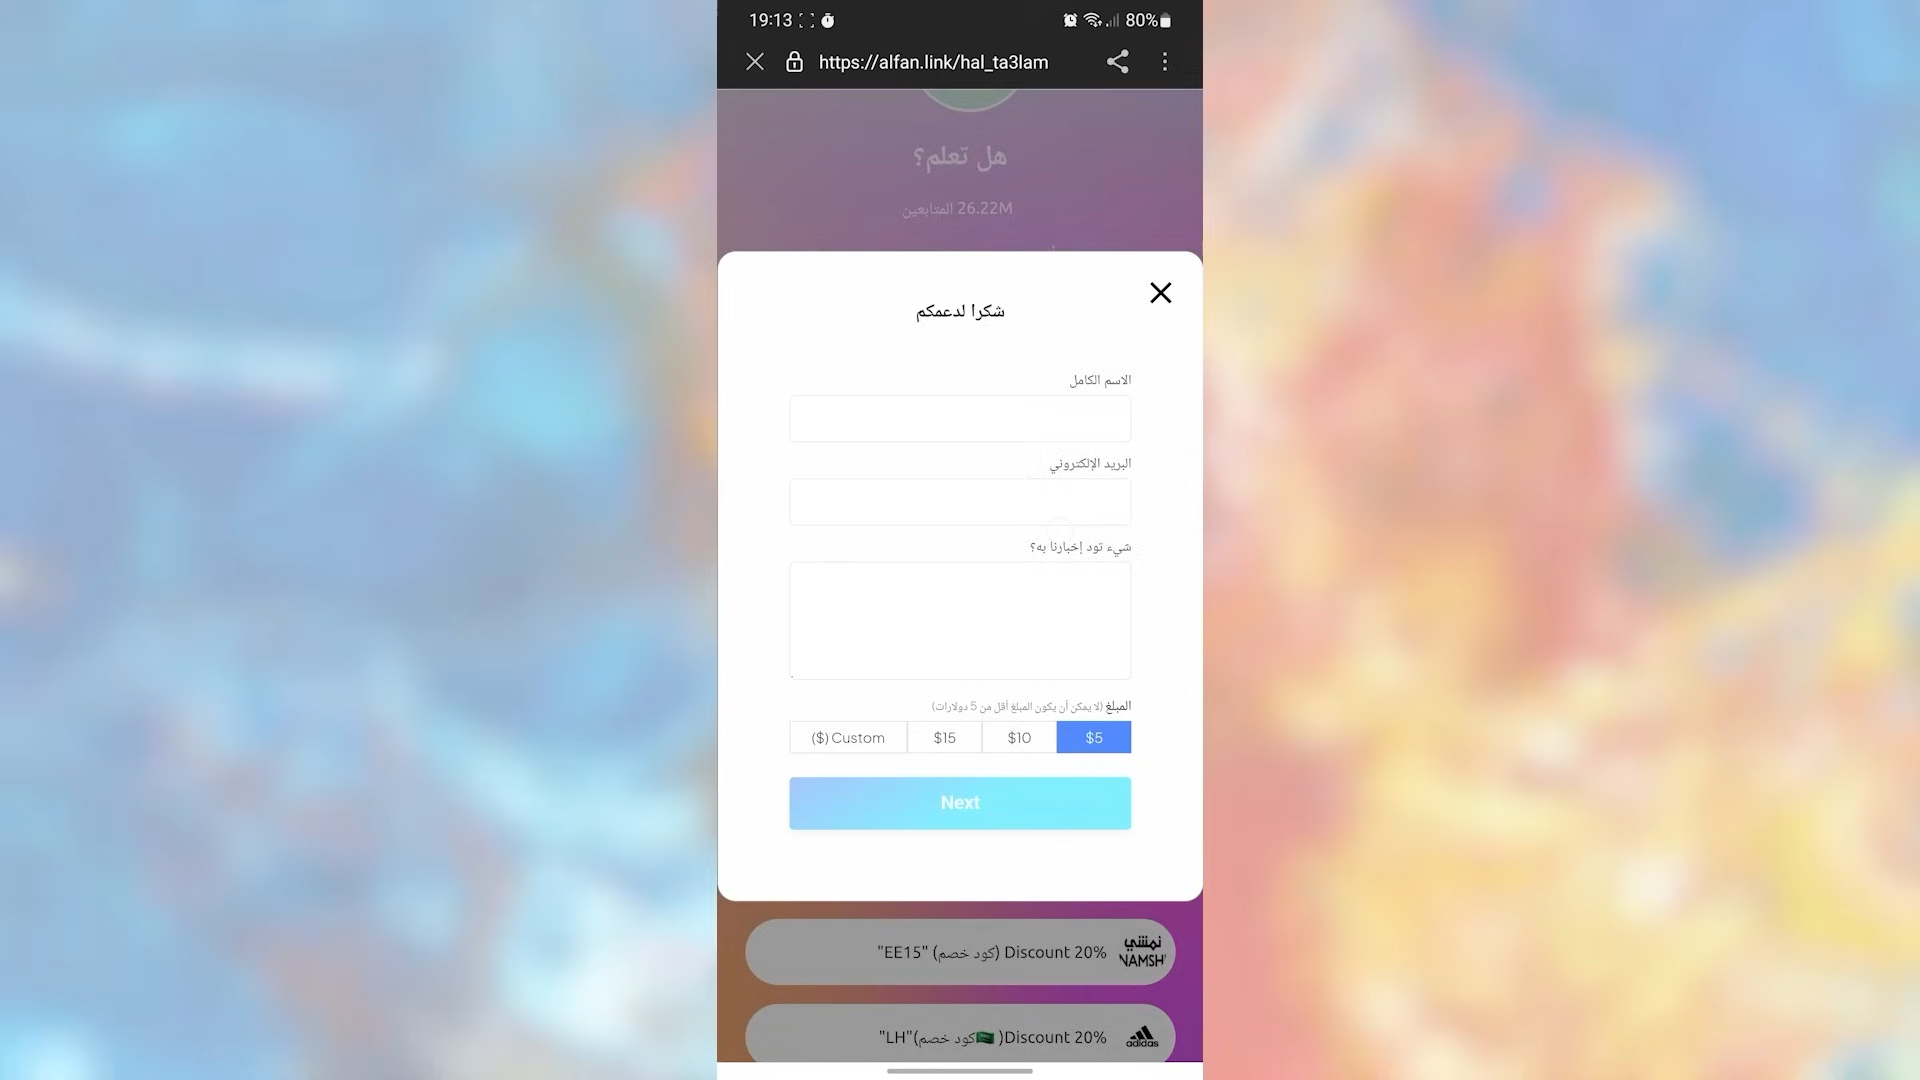 19:13
80%
https://alfan.link/hal_ta3lam
هل تعلم؟
26.22M المتابعين
شكرا لدعمكم
الاسم الكامل
البريد الإلكتروني
شيء تود إخبارنا به؟
المبلغ (لا يمكن أن يكون المبلغ أقل من 5 دولارات)
($) Custom
$15
$10
$5
Next
"EE15" (كود خصم) Discount 20%
نمشي
NAMSHI
"LH"(كود خصم🇸🇦 )Discount 20%
adidas